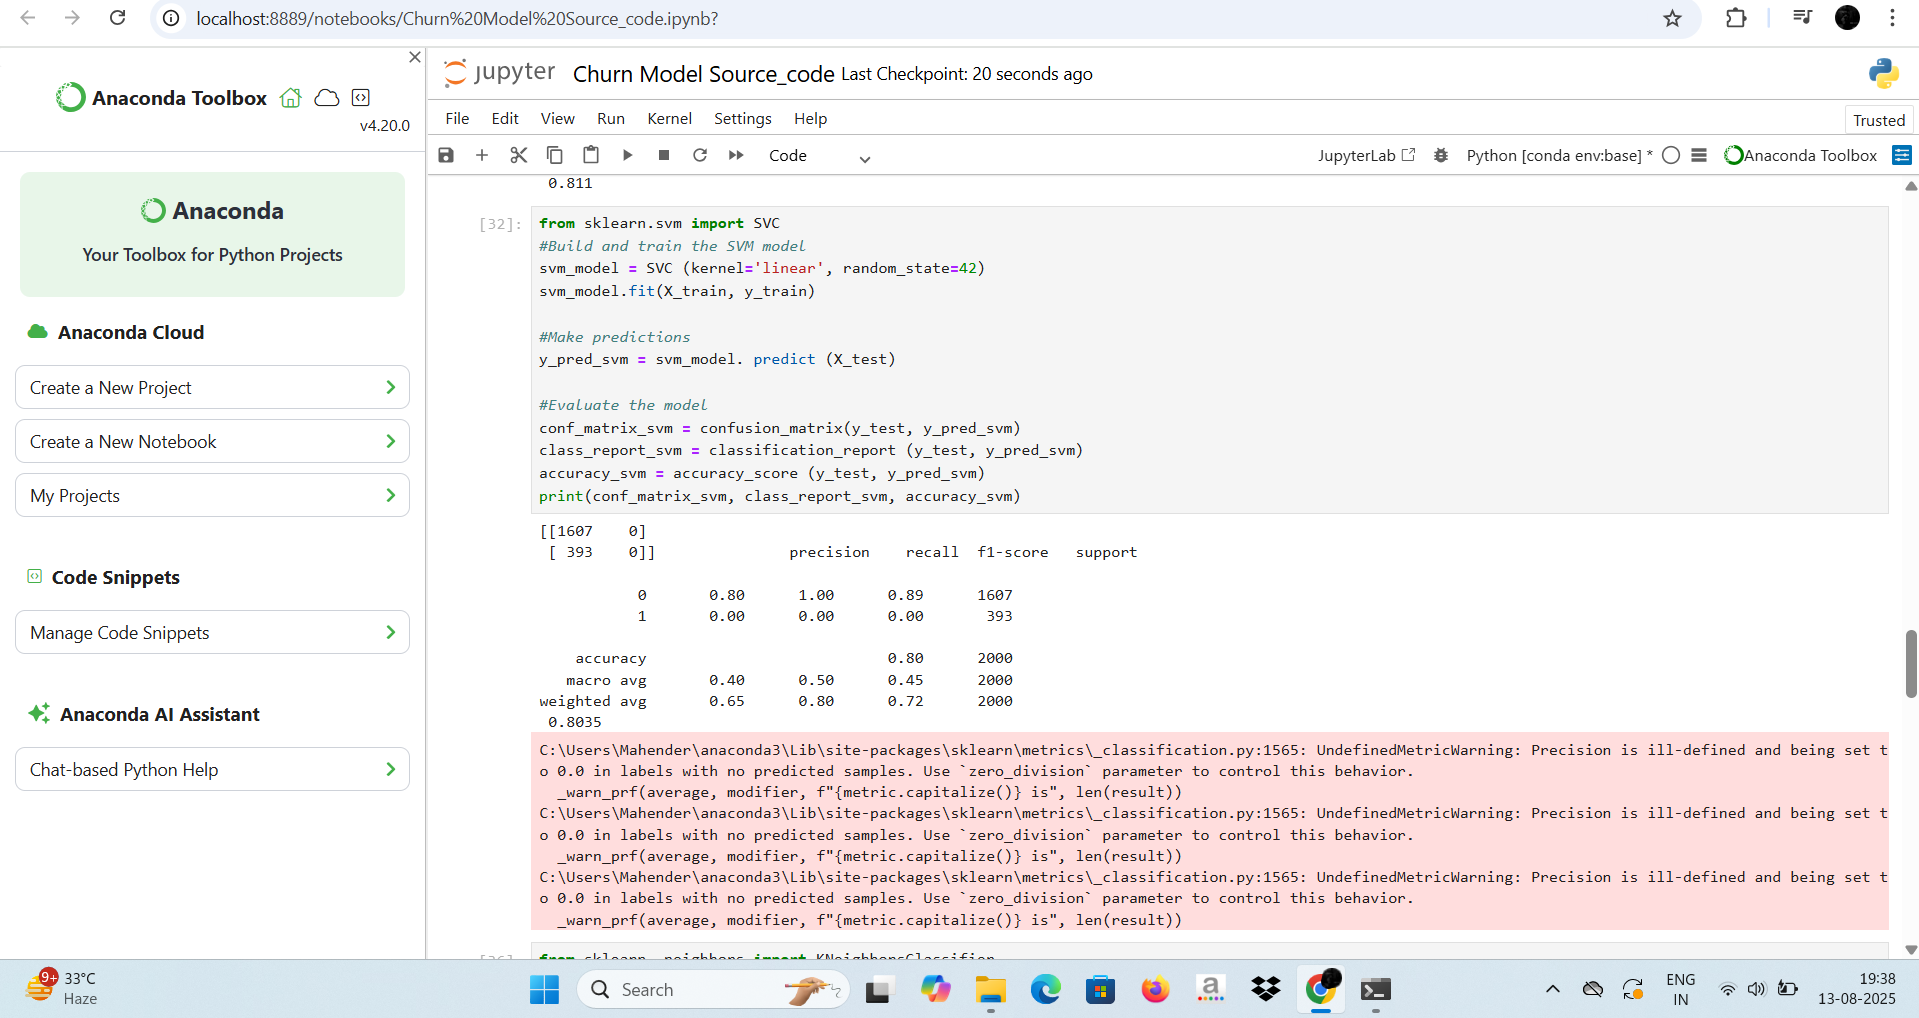 localhost:8889/notebooks/Churn%20Model%20Source_code.ipynb?
Anaconda Toolbox
v4.20.0
Anaconda
Your Toolbox for Python Projects
Anaconda Cloud
Create a New Project
Create a New Notebook
My Projects
Code Snippets
Manage Code Snippets
Anaconda AI Assistant
Chat-based Python Help
jupyter Churn Model Source_code Last Checkpoint: 20 seconds ago
File Edit View Run Kernel Settings Help
Trusted
Code
JupyterLab Python [conda env:base] * Anaconda Toolbox
0.811
[32]: from sklearn.svm import SVC
#Build and train the SVM model
svm_model = SVC (kernel='linear', random_state=42)
svm_model.fit(X_train, y_train)
#Make predictions
y_pred_svm = svm_model. predict (X_test)
#Evaluate the model
conf_matrix_svm = confusion_matrix(y_test, y_pred_svm)
class_report_svm = classification_report (y_test, y_pred_svm)
accuracy_svm = accuracy_score (y_test, y_pred_svm)
print(conf_matrix_svm, class_report_svm, accuracy_svm)
[[1607 0]
[ 393 0]] precision recall f1-score support
0 0.80 1.00 0.89 1607
1 0.00 0.00 0.00 393
accuracy 0.80 2000
macro avg 0.40 0.50 0.45 2000
weighted avg 0.65 0.80 0.72 2000
0.8035
C:\Users\Mahender\anaconda3\Lib\site-packages\sklearn\metrics\_classification.py:1565: UndefinedMetricWarning: Precision is ill-defined and being set t
o 0.0 in labels with no predicted samples. Use `zero_division` parameter to control this behavior.
_warn_prf(average, modifier, f"{metric.capitalize()} is", len(result))
C:\Users\Mahender\anaconda3\Lib\site-packages\sklearn\metrics\_classification.py:1565: UndefinedMetricWarning: Precision is ill-defined and being set t
o 0.0 in labels with no predicted samples. Use `zero_division` parameter to control this behavior.
_warn_prf(average, modifier, f"{metric.capitalize()} is", len(result))
C:\Users\Mahender\anaconda3\Lib\site-packages\sklearn\metrics\_classification.py:1565: UndefinedMetricWarning: Precision is ill-defined and being set t
o 0.0 in labels with no predicted samples. Use `zero_division` parameter to control this behavior.
_warn_prf(average, modifier, f"{metric.capitalize()} is", len(result))
from sklearn. neighbors import KNeighborsClassifier
9+ 33°C
Haze
Search
ENG
IN
19:38
13-08-2025